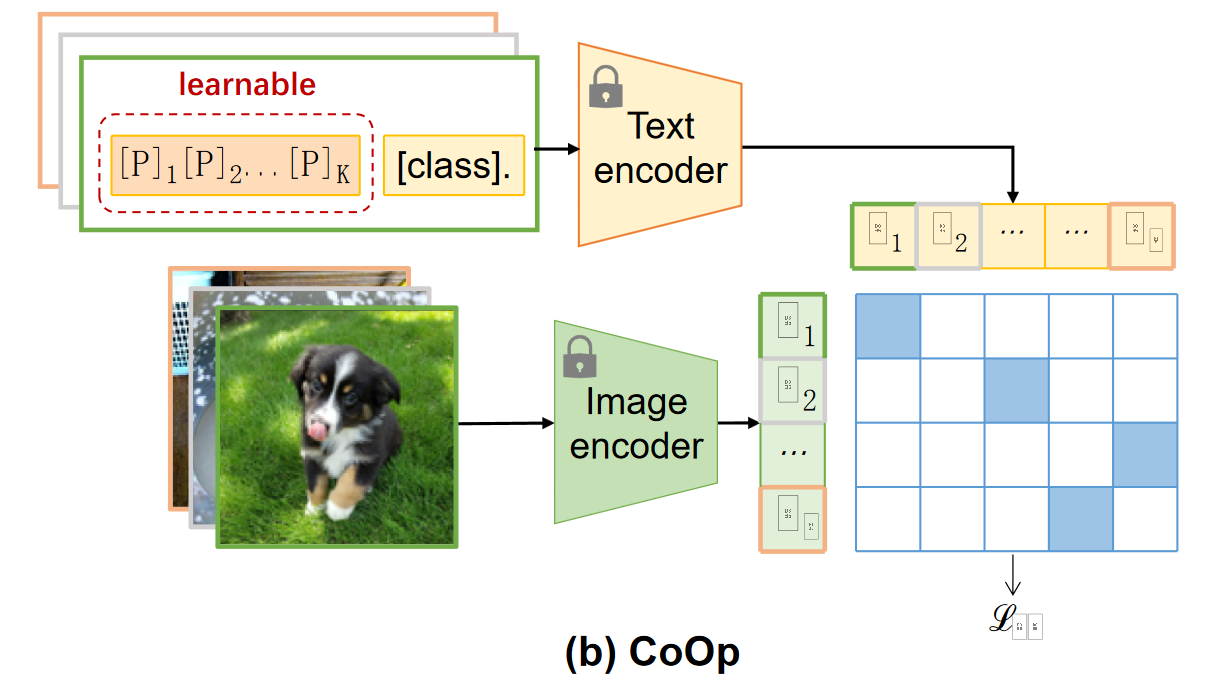 learnable
[P]1[P]2... [P]K
[class].
Text
encoder
1
2
...
...
Image
encoder
1
2
...
ℒ
(b) CoOp